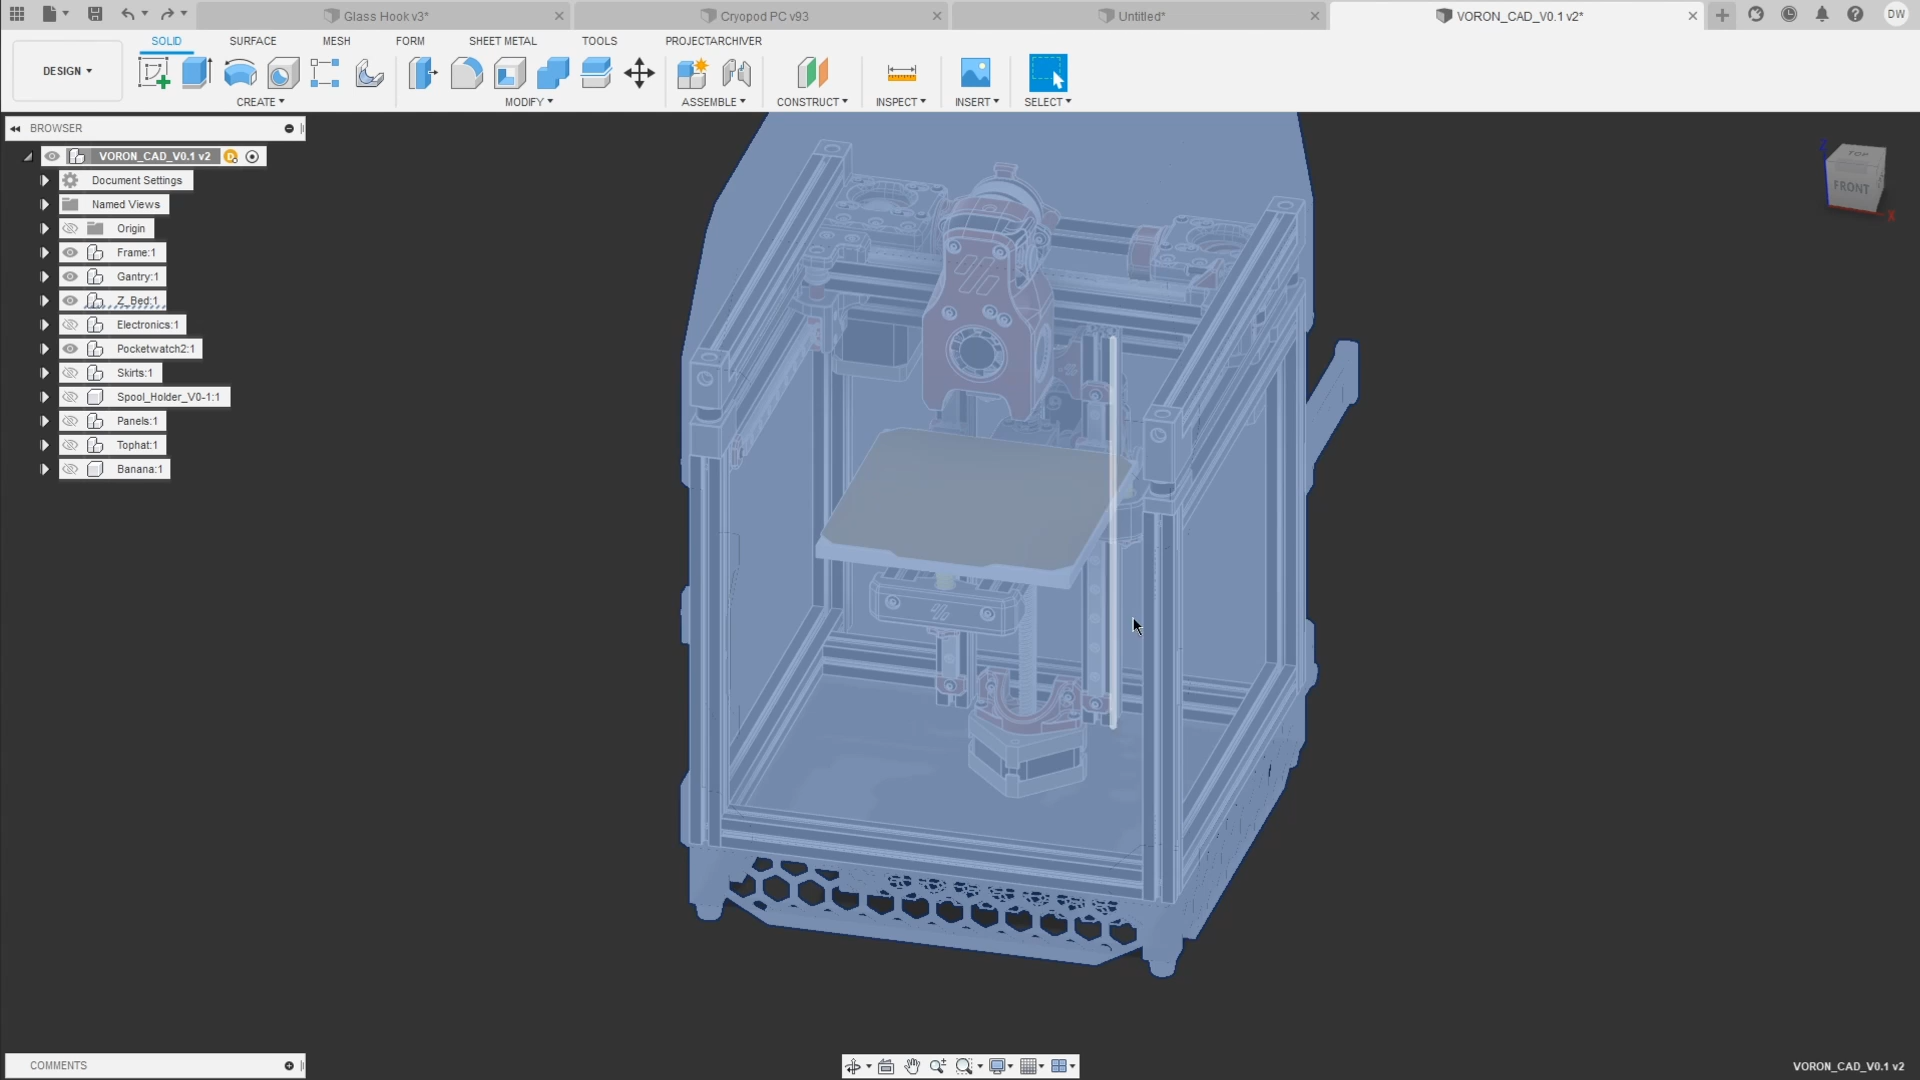 Glass Hook v3*
Cryopod PC v93
Untitled*
VORON_CAD_V0.1 v2*
DW
SOLID
SURFACE
MESH
FORM
SHEET METAL
TOOLS
PROJECTARCHIVER
DESIGN
CREATE
MODIFY
ASSEMBLE
CONSTRUCT
INSPECT
INSERT
SELECT
BROWSER
VORON_CAD_V0.1 v2
Document Settings
Named Views
Origin
Frame:1
Gantry:1
Z_Bed:1
Electronics:1
Pocketwatch2:1
Skirts:1
Spool_Holder_V0-1:1
Panels:1
Tophat:1
Banana:1
Z
TOP
FRONT
X
COMMENTS
VORON_CAD_V0.1 v2